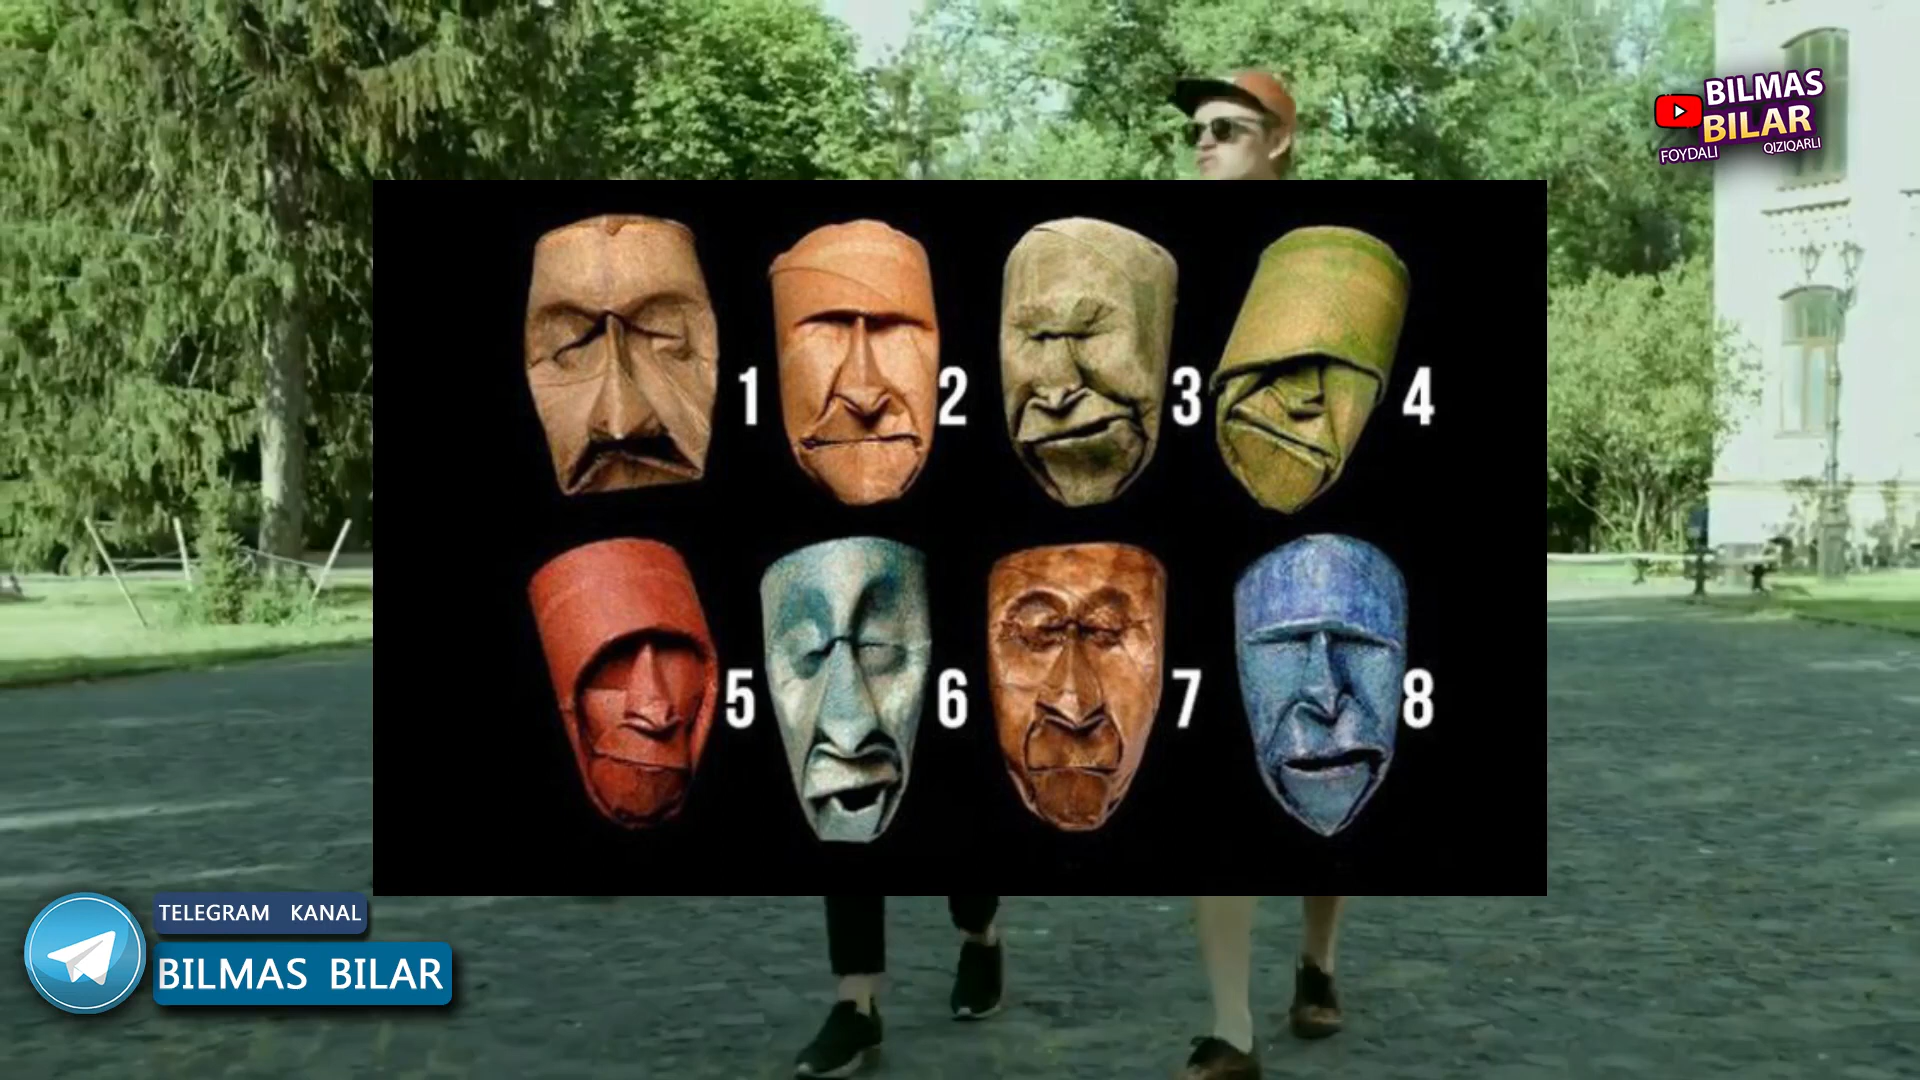 BILMAS
BILAR
FOYDALI QIZIQARLI
1 2 3 4
5 6 7 8
TELEGRAM KANAL
BILMAS BILAR